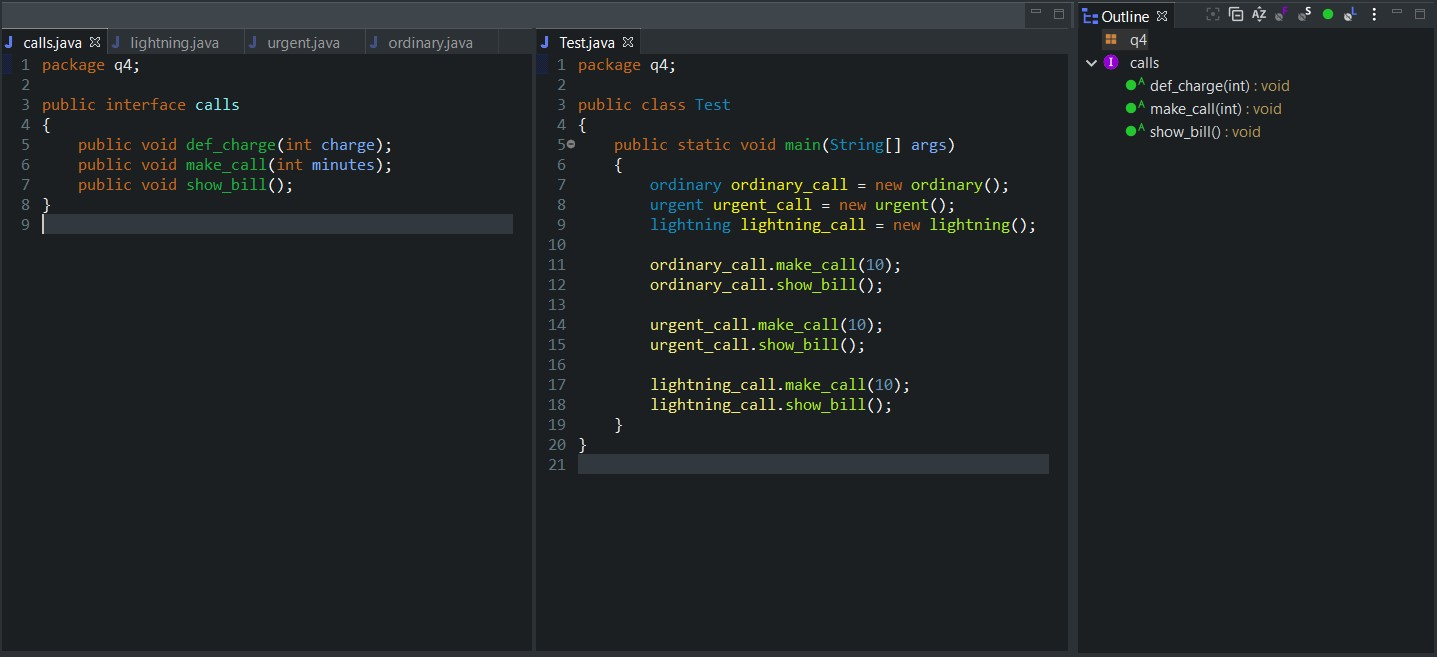 calls.java
lightning.java
urgent.java
ordinary.java
1 package q4;
2
3 public interface calls
4 {
5     public void def_charge(int charge);
6     public void make_call(int minutes);
7     public void show_bill();
8 }
9
Test.java
1 package q4;
2
3 public class Test
4 {
5     public static void main(String[] args)
6     {
7         ordinary ordinary_call = new ordinary();
8         urgent urgent_call = new urgent();
9         lightning lightning_call = new lightning();
10
11         ordinary_call.make_call(10);
12         ordinary_call.show_bill();
13
14         urgent_call.make_call(10);
15         urgent_call.show_bill();
16
17         lightning_call.make_call(10);
18         lightning_call.show_bill();
19     }
20 }
21
Outline
q4
calls
def_charge(int) : void
make_call(int) : void
show_bill() : void